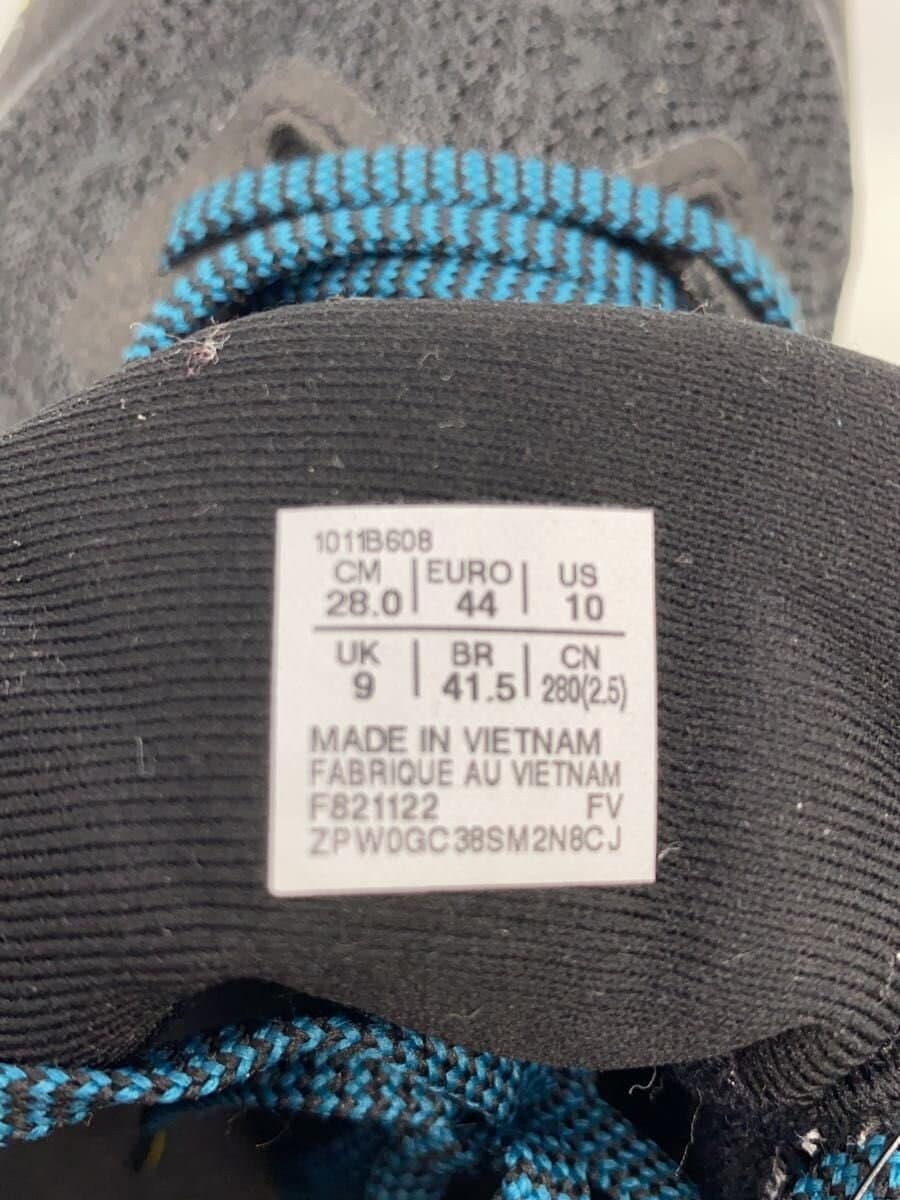 1011B608
CM | EURO | US
28.0 | 44 | 10
UK | BR | CN
9 | 41.5 | 280(2.5)
MADE IN VIETNAM
FABRIQUE AU VIETNAM
F821122 FV
ZPW0GC38SM2N8CJ